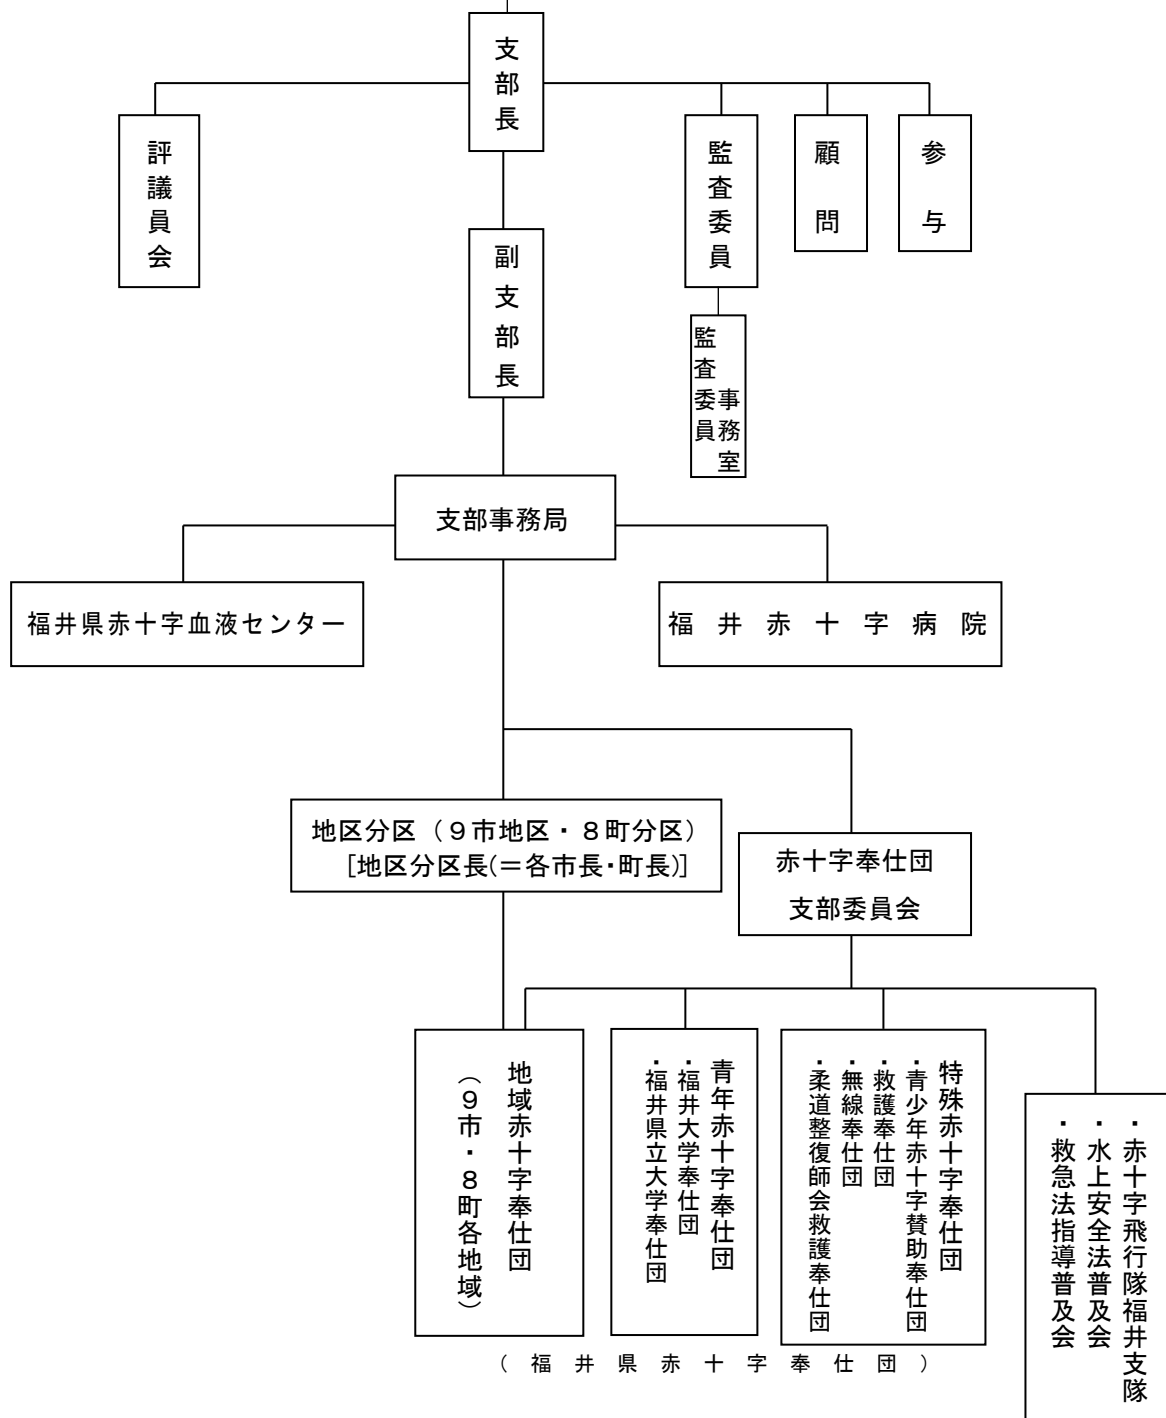 支部長
評議員会
監査委員
顧問
参与
副支部長
監査委員
事務室
支部事務局
福井県赤十字血液センター
福井赤十字病院
地区分区（９市地区・８町分区）
［地区分区長(＝各市長・町長)］
赤十字奉仕団
支部委員会
地域赤十字奉仕団
（９市・８町各地域）
青年赤十字奉仕団
・福井大学奉仕団
・福井県立大学奉仕団
特殊赤十字奉仕団
・青少年赤十字賛助奉仕団
・救護奉仕団
・無線奉仕団
・柔道整復師会救護奉仕団
・赤十字飛行隊福井支隊
・水上安全法普及会
・救急法指導普及会
（福井県赤十字奉仕団）